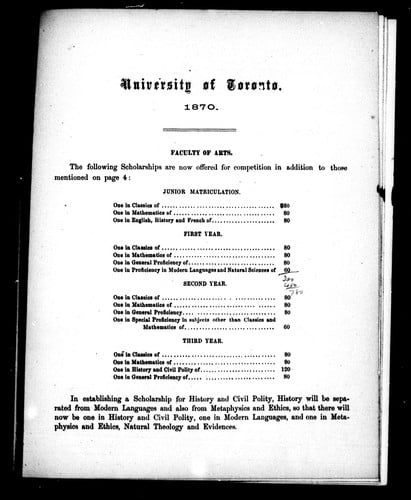 University of Toronto.
1870.
FACULTY OF ARTS.
The following Scholarships are now offered for competition in addition to those
mentioned on page 4:
JUNIOR MATRICULATION.
One in Classics of ........ $80
One in Mathematics of ........ 80
One in English, History and French of ........ 80
FIRST YEAR.
One in Classics of ........ 80
One in Mathematics of ........ 80
One in General Proficiency of ........ 80
One in Proficiency in Modern Languages and Natural Sciences of 60
780
SECOND YEAR.
One in Classics of ........ 80
One in Mathematics of ........ 80
One in General Proficiency ........ 80
One in Special Proficiency in subjects other than Classics and
Mathematics of ........ 60
THIRD YEAR.
One in Classics of ........ 80
One in Mathematics of ........ 80
One in History and Civil Polity of ........ 120
One in General Proficiency of ........ 80
In establishing a Scholarship for History and Civil Polity, History will be sepa-
rated from Modern Languages and also from Metaphysics and Ethics, so that there will
now be one in History and Civil Polity, one in Modern Languages, and one in Meta-
physics and Ethics, Natural Theology and Evidences.